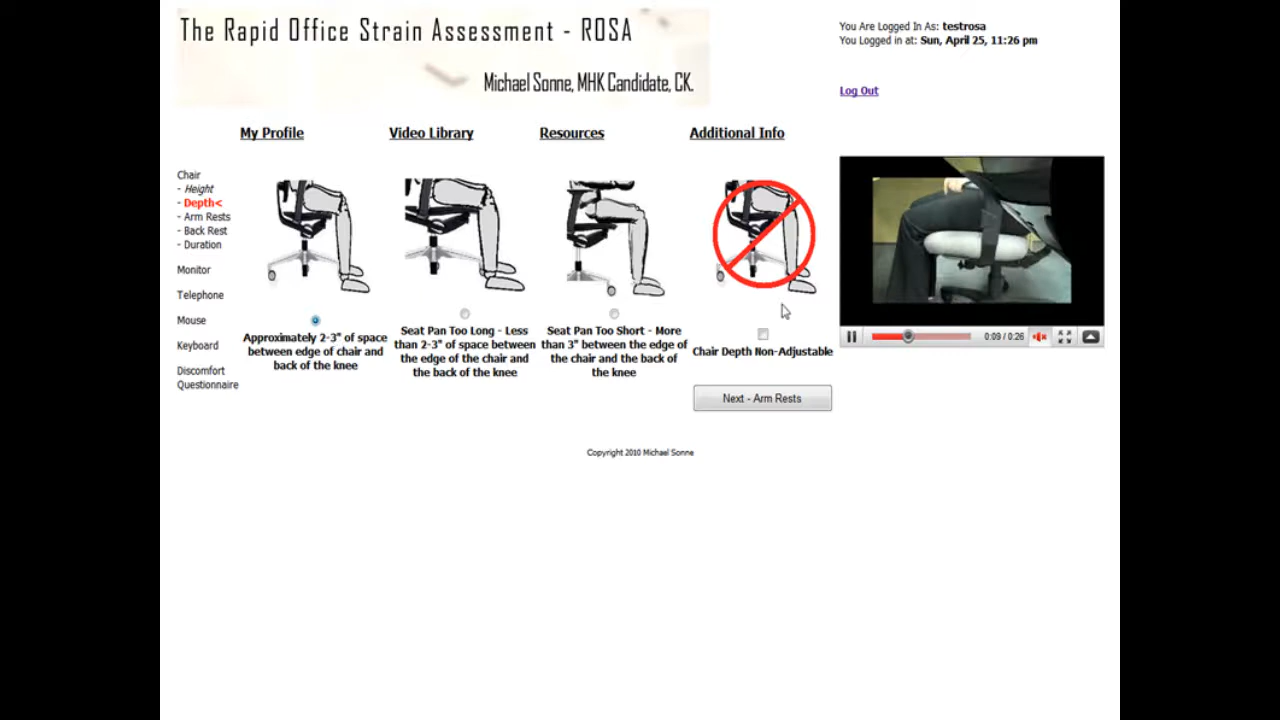 The Rapid Office Strain Assessment - ROSA
Michael Sonne, MHK Candidate, CK.
You Are Logged In As: testrosa
You Logged in at: Sun, April 25, 11:26 pm
Log Out
My Profile
Video Library
Resources
Additional Info
Chair
- Height
- Depth<
- Arm Rests
- Back Rest
- Duration
Monitor
Telephone
Mouse
Keyboard
Discomfort
Questionnaire
Approximately 2-3" of space
between edge of chair and
back of the knee
Seat Pan Too Long - Less
than 2-3" of space between
the edge of the chair and
the back of the knee
Seat Pan Too Short - More
than 3" between the edge of
the chair and the back of
the knee
Chair Depth Non-Adjustable
Next - Arm Rests
0:09 / 0:26
Copyright 2010 Michael Sonne